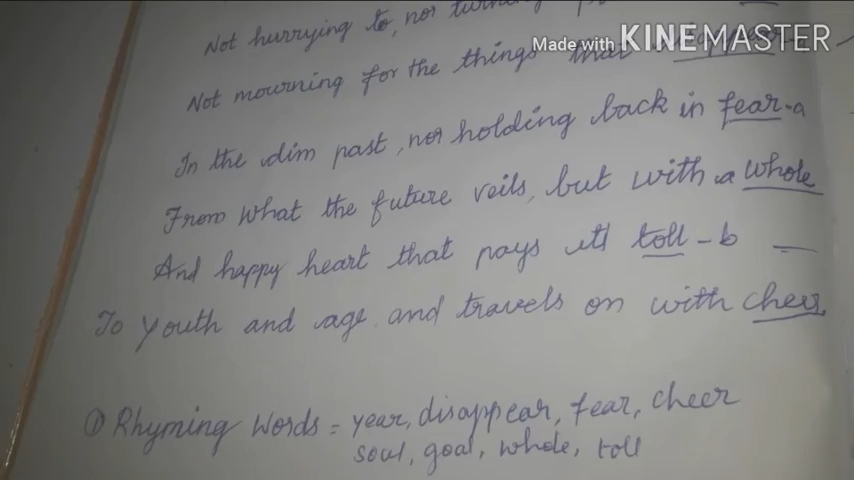 Made with KINEMASTER
Not hurrying to, nor
Not mourning for the things that
In the dim past, nor holding back in fear-a
From what the future veils, but with a whole
And happy heart that pays its toll - b
To youth and age and travels on with cheer
① Rhyming Words = year, disappear, fear, cheer
soul, goal, whole, toll